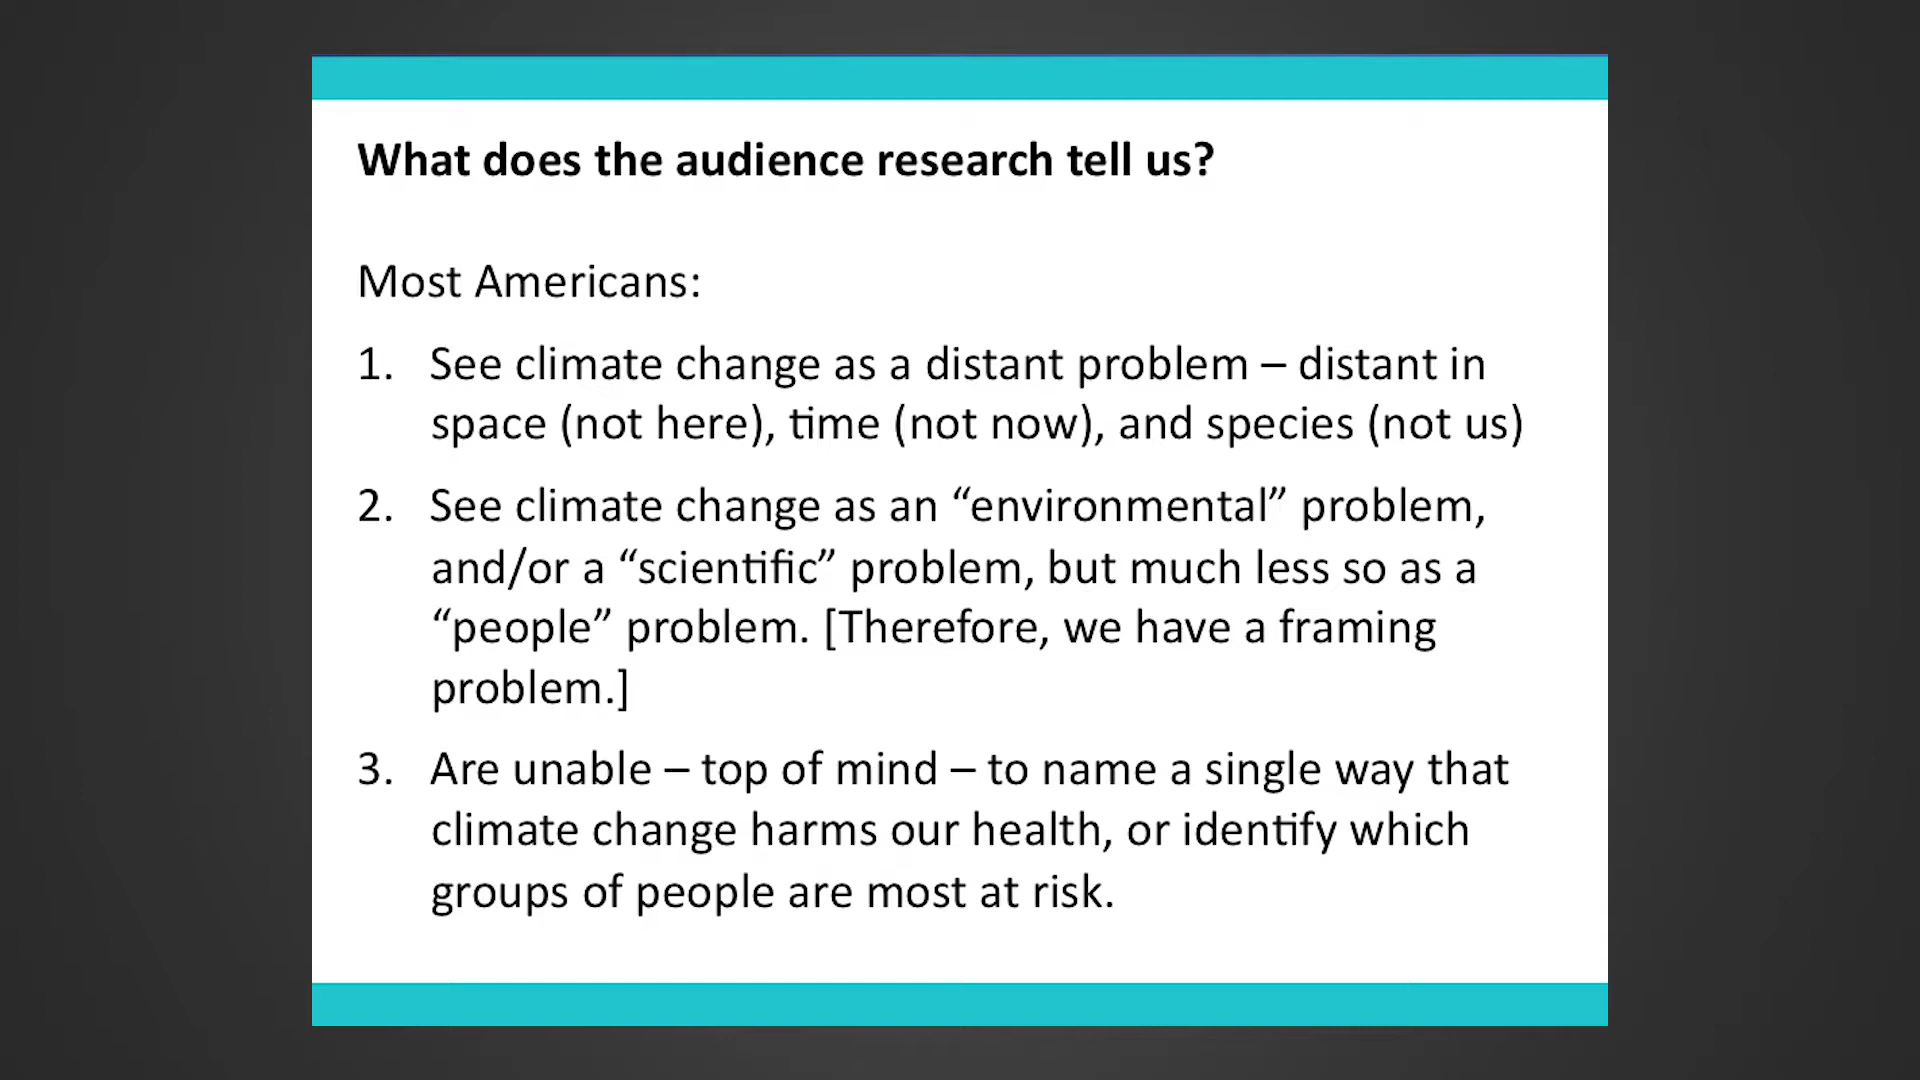 What does the audience research tell us?
Most Americans:
1. See climate change as a distant problem – distant in
space (not here), time (not now), and species (not us)
2. See climate change as an “environmental” problem,
and/or a “scientific” problem, but much less so as a
“people” problem. [Therefore, we have a framing
problem.]
3. Are unable – top of mind – to name a single way that
climate change harms our health, or identify which
groups of people are most at risk.